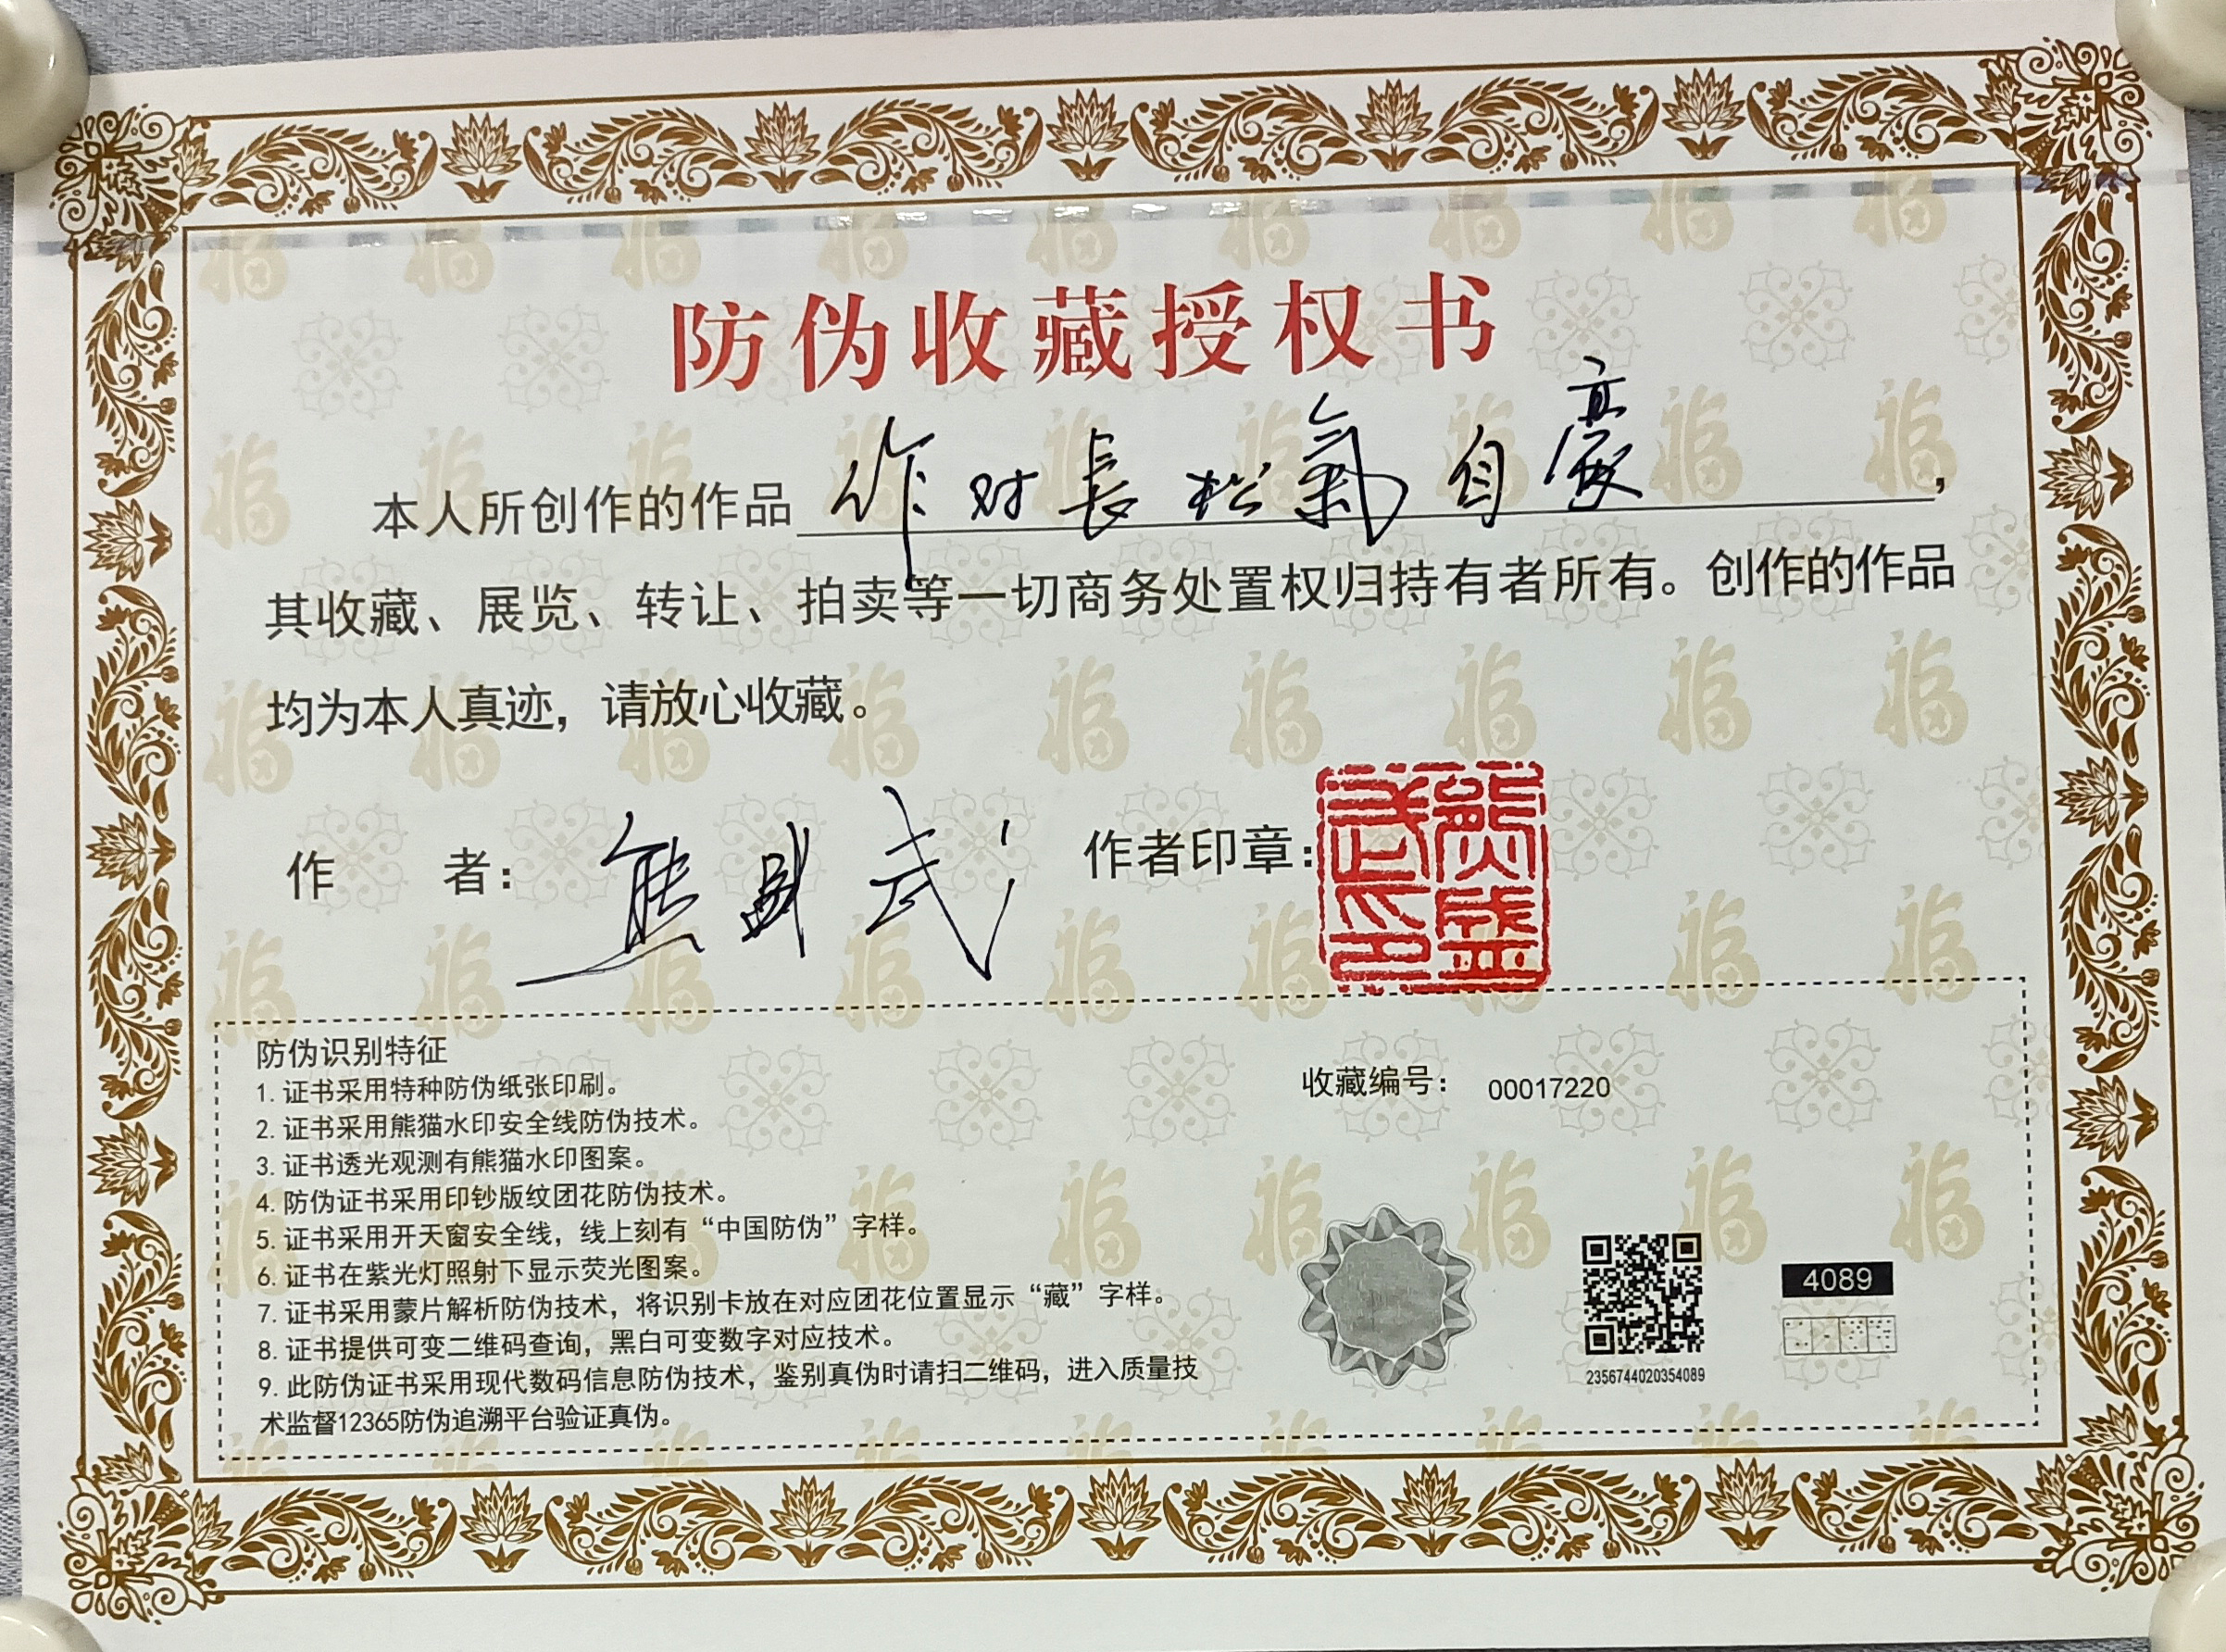 防伪收藏授权书
本人所创作的作品 作对長松氣自豪，
其收藏、展览、转让、拍卖等一切商务处置权归持有者所有。创作的作品
均为本人真迹，请放心收藏。
作 者： 熊盛武 作者印章： 熊盛武印
防伪识别特征
1. 证书采用特种防伪纸张印刷。
2. 证书采用熊猫水印安全线防伪技术。
3. 证书透光观测有熊猫水印图案。
4. 防伪证书采用印钞版纹团花防伪技术。
5. 证书采用开天窗安全线，线上刻有“中国防伪”字样。
6. 证书在紫光灯照射下显示荧光图案。
7. 证书采用蒙片解析防伪技术，将识别卡放在对应团花位置显示“藏”字样。
8. 证书提供可变二维码查询，黑白可变数字对应技术。
9. 此防伪证书采用现代数码信息防伪技术，鉴别真伪时请扫二维码，进入质量技
术监督12365防伪追溯平台验证真伪。
收藏编号： 00017220
4089
2356744020354089